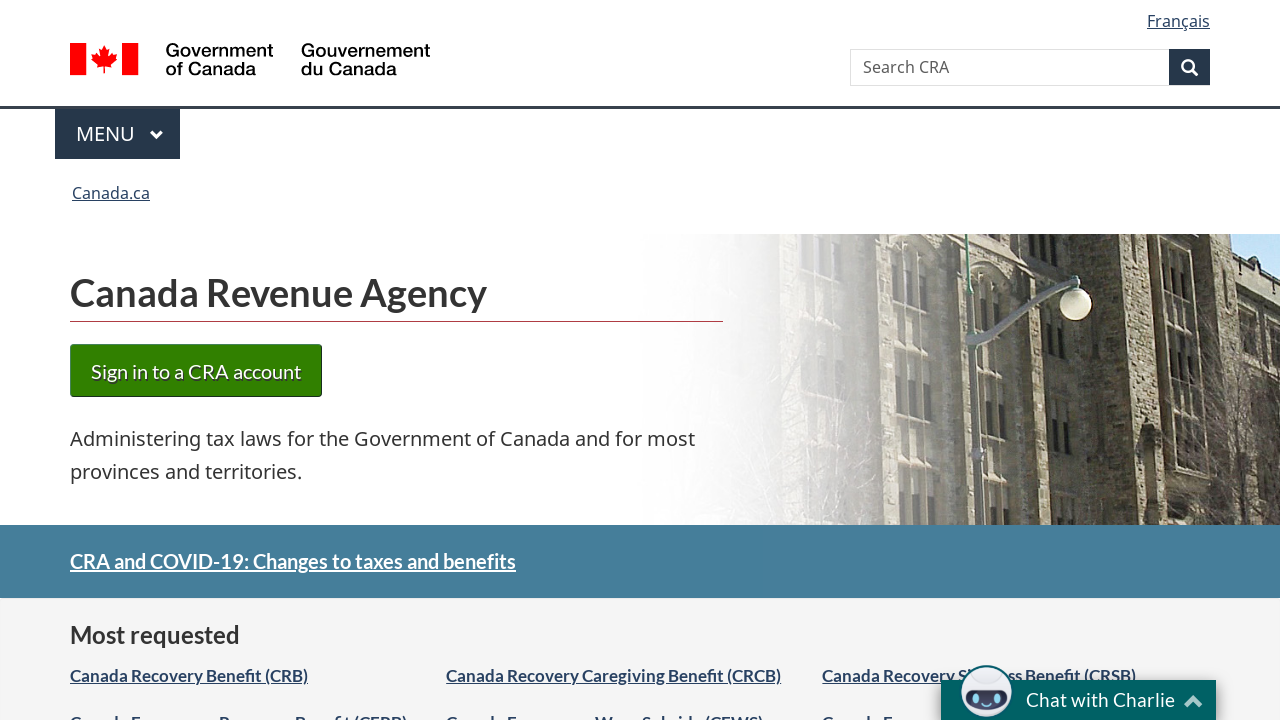 Français
Government of Canada
Gouvernement du Canada
Search CRA
MENU
Canada.ca
Canada Revenue Agency
Sign in to a CRA account
Administering tax laws for the Government of Canada and for most
provinces and territories.
CRA and COVID-19: Changes to taxes and benefits
Most requested
Canada Recovery Benefit (CRB)
Canada Recovery Caregiving Benefit (CRCB)
Canada Recovery Sickness Benefit (CRSB)
Chat with Charlie